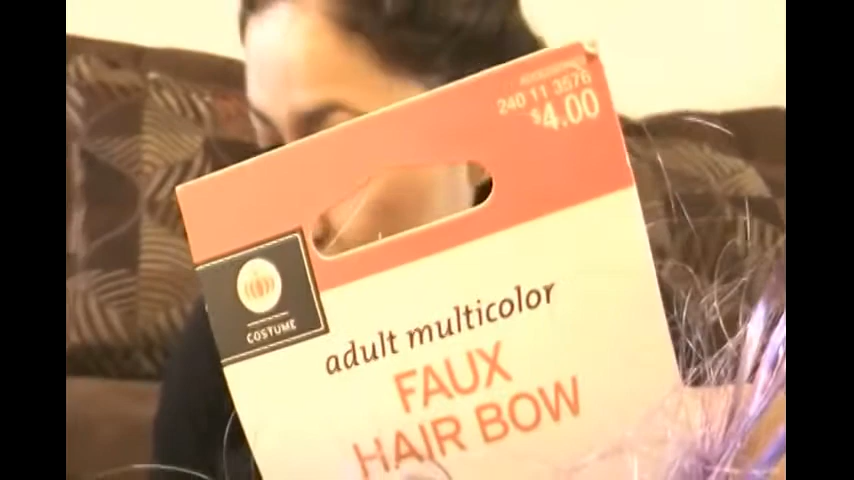 240 11 3576
$4.00
COSTUME
adult multicolor
FAUX
HAIR BOW